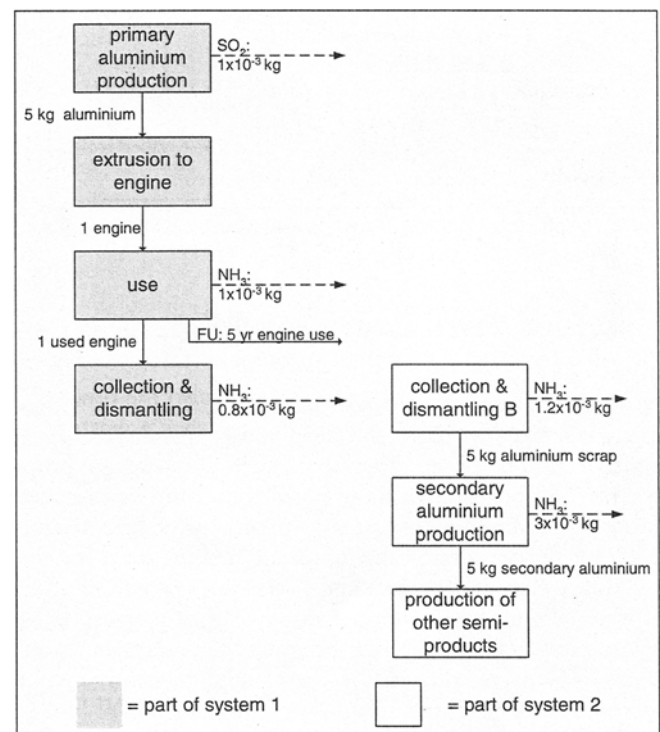 primary
aluminium
production
SO₂:
1x10⁻³ kg
5 kg aluminium
extrusion to
engine
1 engine
use
NH₃:
1x10⁻³ kg
FU: 5 yr engine use
1 used engine
collection &
dismantling
NH₃:
0.8x10⁻³ kg
collection &
dismantling B
NH₃:
1.2x10⁻³ kg
5 kg aluminium scrap
secondary
aluminium
production
NH₃:
3x10⁻³ kg
5 kg secondary aluminium
production of
other semi-
products
= part of system 1
= part of system 2